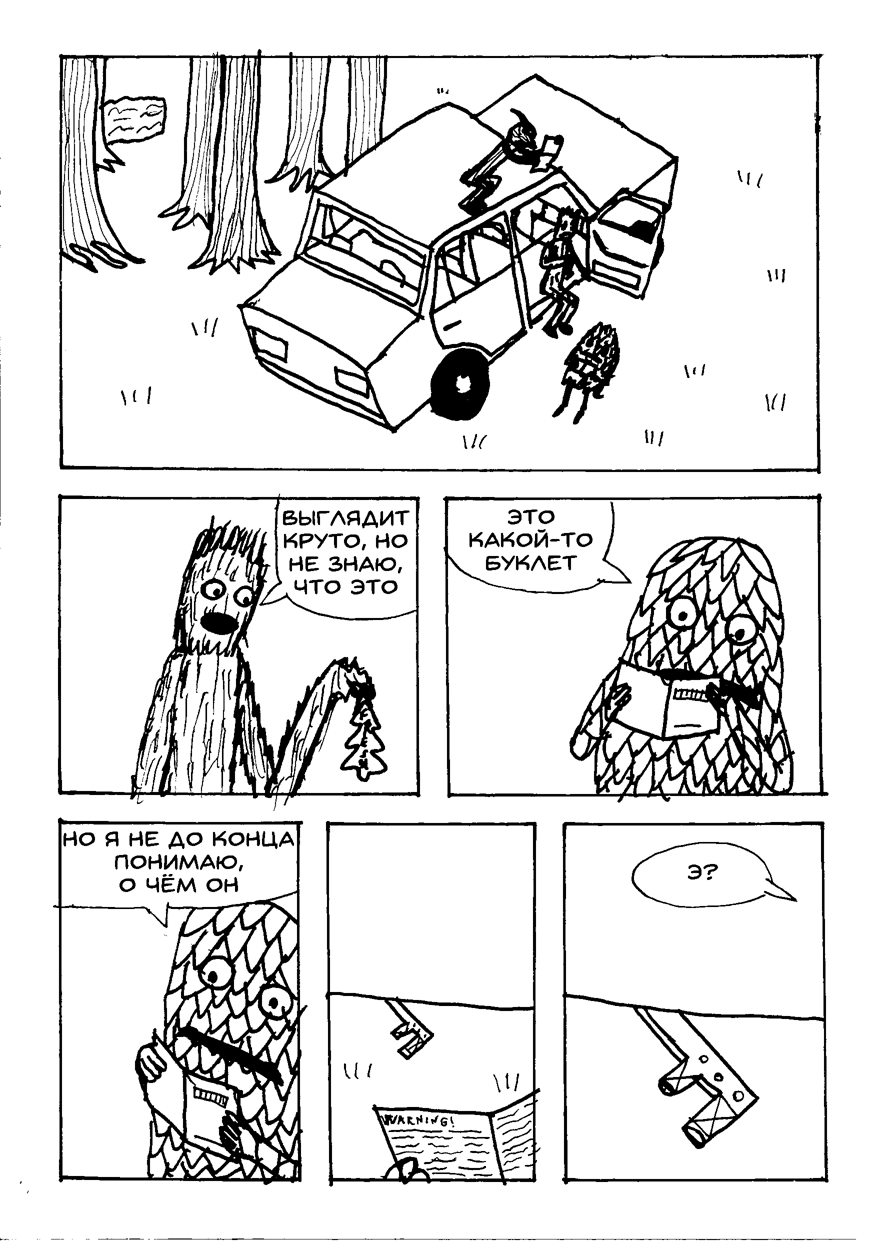 ВЫГЛЯДИТ
КРУТО, НО
НЕ ЗНАЮ,
ЧТО ЭТО
ЭТО
КАКОЙ-ТО
БУКЛЕТ
НО Я НЕ ДО КОНЦА
ПОНИМАЮ,
О ЧЁМ ОН
WARNING!
Э?